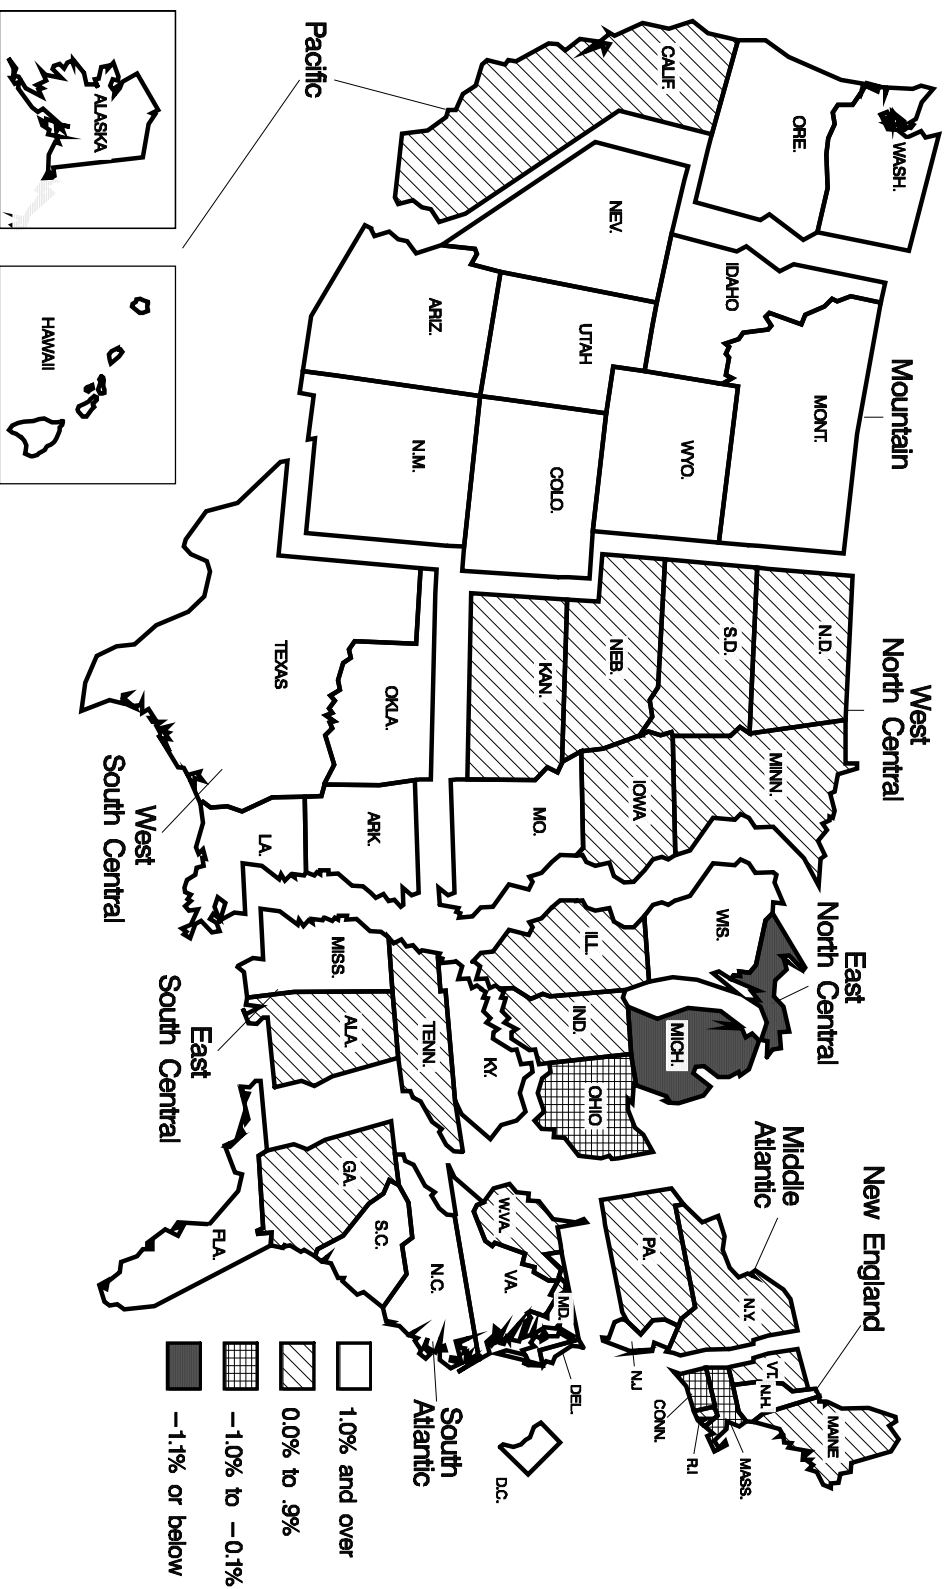 WASH.
ORE.
CALIF.
NEV.
IDAHO
MONT.
WYO.
UTAH
COLO.
ARIZ.
N.M.
N.D.
S.D.
NEB.
KAN.
MINN.
IOWA
MO.
OKLA.
TEXAS
ARK.
LA.
WIS.
ILL.
IND.
MICH.
OHIO
KY.
TENN.
MISS.
ALA.
GA.
FLA.
S.C.
N.C.
VA.
W.VA.
MD.
DEL.
D.C.
PA.
N.J
N.Y.
CONN.
R.I
MASS.
VT.
N.H.
MAINE
ALASKA
HAWAII
Pacific
Mountain
West
North Central
West
South Central
East
North Central
East
South Central
Middle
Atlantic
New England
South
Atlantic
1.0% and over
0.0% to .9%
−1.0% to −0.1%
−1.1% or below